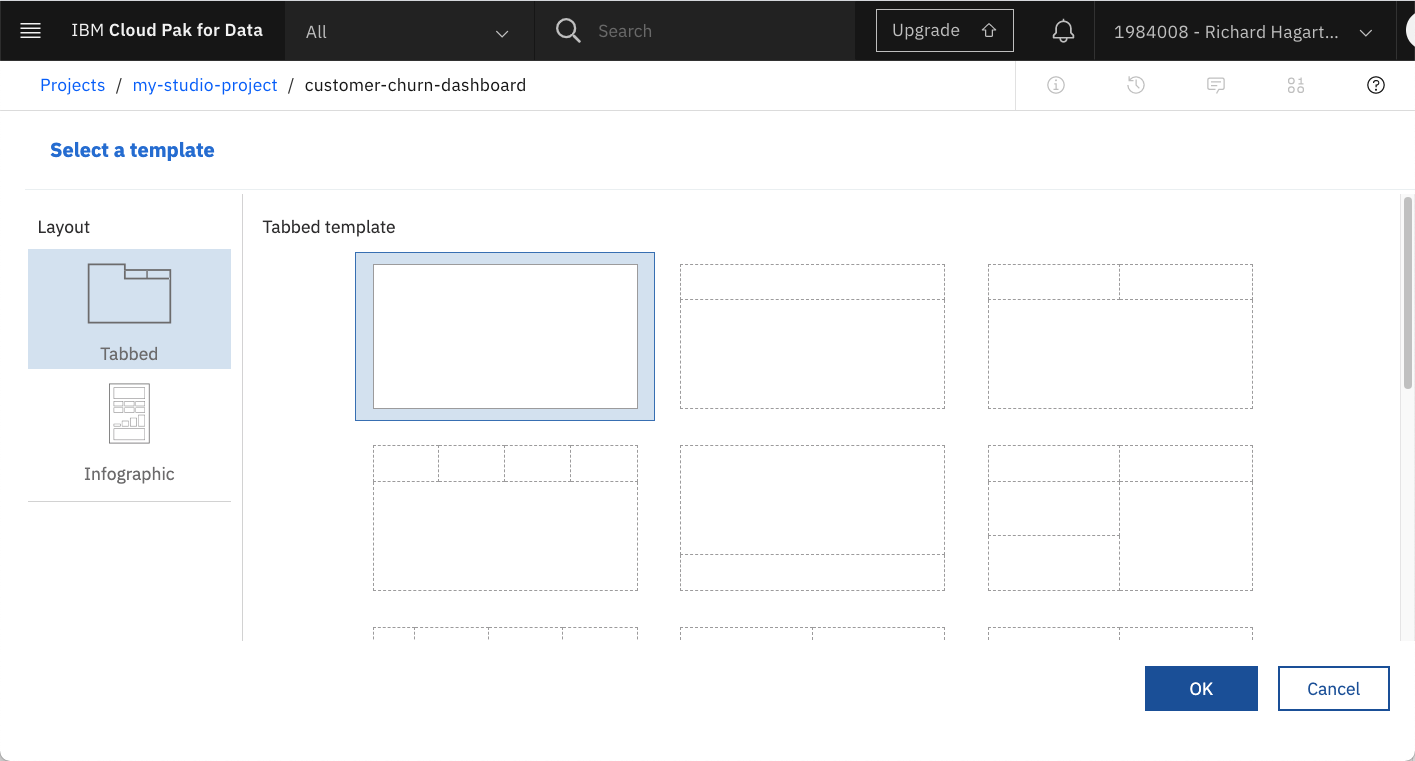 IBM Cloud Pak for Data
All
Search
Upgrade
1984008 - Richard Hagart...
Projects / my-studio-project / customer-churn-dashboard
Select a template
Layout
Tabbed template
Tabbed
Infographic
OK
Cancel